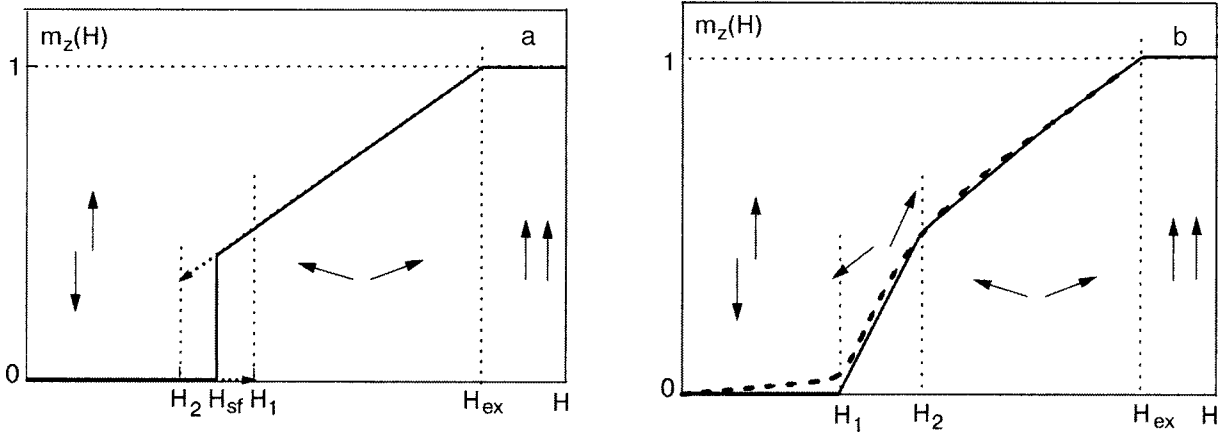 m_z(H) a
1
0
H_2 H_sf H_1 H_ex H
m_z(H) b
1
0
H_1 H_2 H_ex H